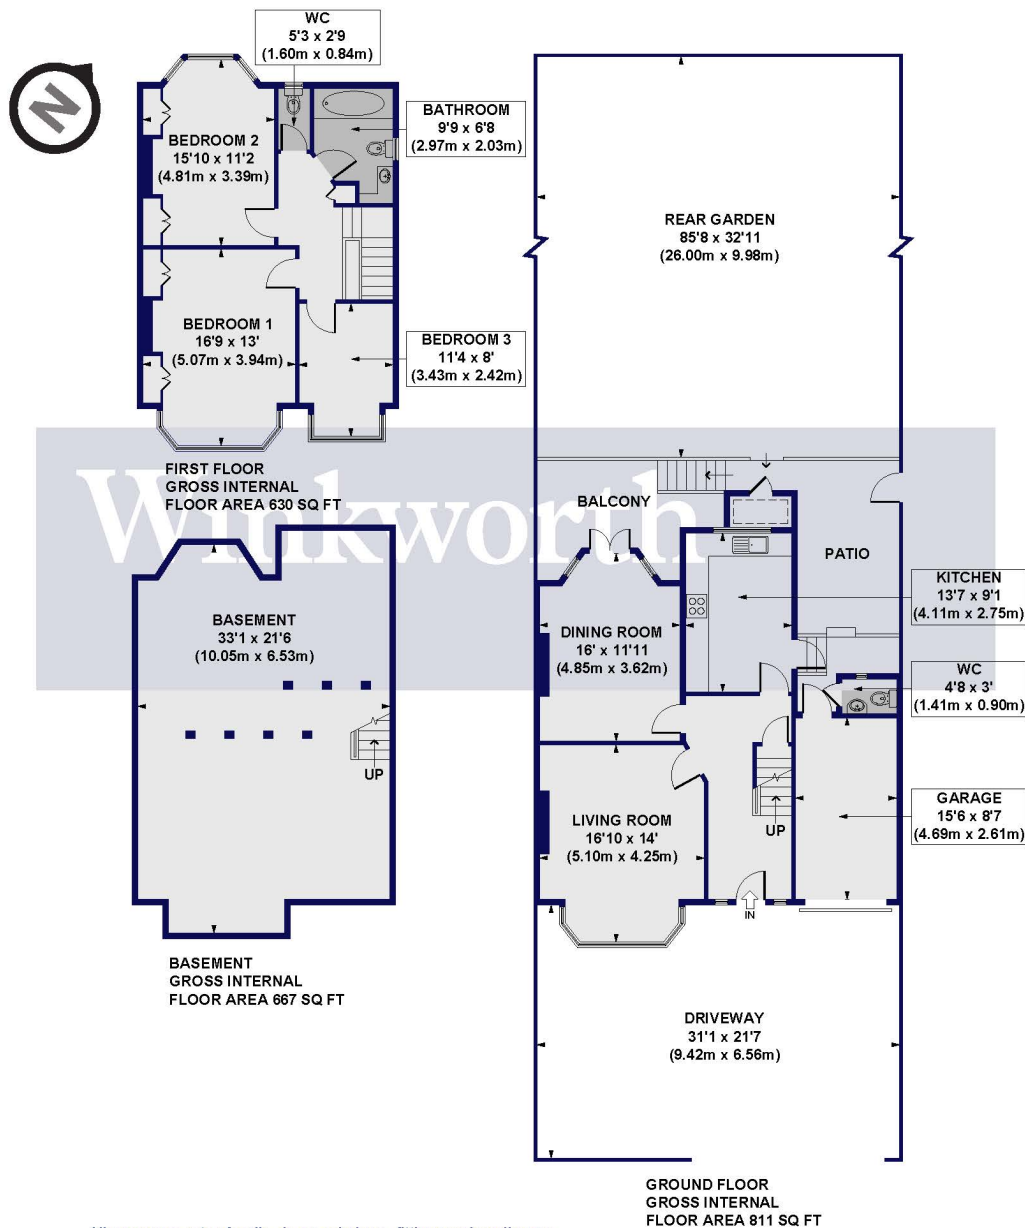 WC
5'3 x 2'9
(1.60m x 0.84m)
N
BEDROOM 2
15'10 x 11'2
(4.81m x 3.39m)
BATHROOM
9'9 x 6'8
(2.97m x 2.03m)
BEDROOM 1
16'9 x 13'
(5.07m x 3.94m)
BEDROOM 3
11'4 x 8'
(3.43m x 2.42m)
REAR GARDEN
85'8 x 32'11
(26.00m x 9.98m)
FIRST FLOOR
GROSS INTERNAL
FLOOR AREA 630 SQ FT
Winkworth
BALCONY
PATIO
KITCHEN
13'7 x 9'1
(4.11m x 2.75m)
BASEMENT
33'1 x 21'6
(10.05m x 6.53m)
UP
DINING ROOM
16' x 11'11
(4.85m x 3.62m)
WC
4'8 x 3'
(1.41m x 0.90m)
LIVING ROOM
16'10 x 14'
(5.10m x 4.25m)
UP
GARAGE
15'6 x 8'7
(4.69m x 2.61m)
IN
BASEMENT
GROSS INTERNAL
FLOOR AREA 667 SQ FT
DRIVEWAY
31'1 x 21'7
(9.42m x 6.56m)
GROUND FLOOR
GROSS INTERNAL
FLOOR AREA 811 SQ FT